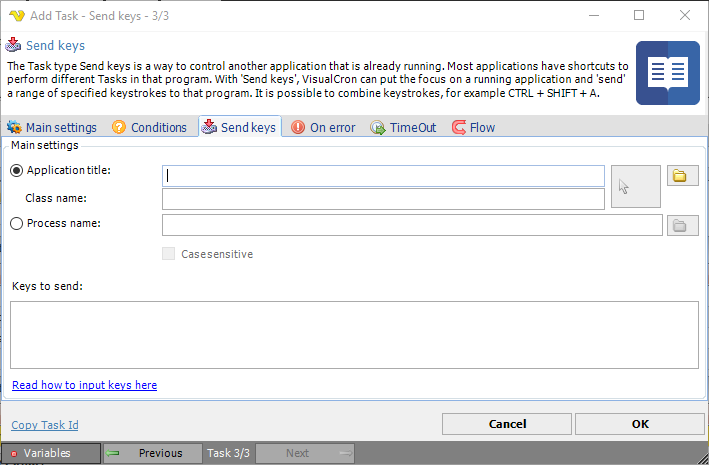 Add Task - Send keys - 3/3
Send keys
The Task type Send keys is a way to control another application that is already running. Most applications have shortcuts to
perform different Tasks in that program. With 'Send keys', VisualCron can put the focus on a running application and 'send'
a range of specified keystrokes to that program. It is possible to combine keystrokes, for example CTRL + SHIFT + A.
Main settings Conditions Send keys On error TimeOut Flow
Main settings
Application title:
Class name:
Process name:
Casesensitive
Keys to send:
Read how to input keys here
Copy Task Id Cancel OK
Variables Previous Task 3/3 Next